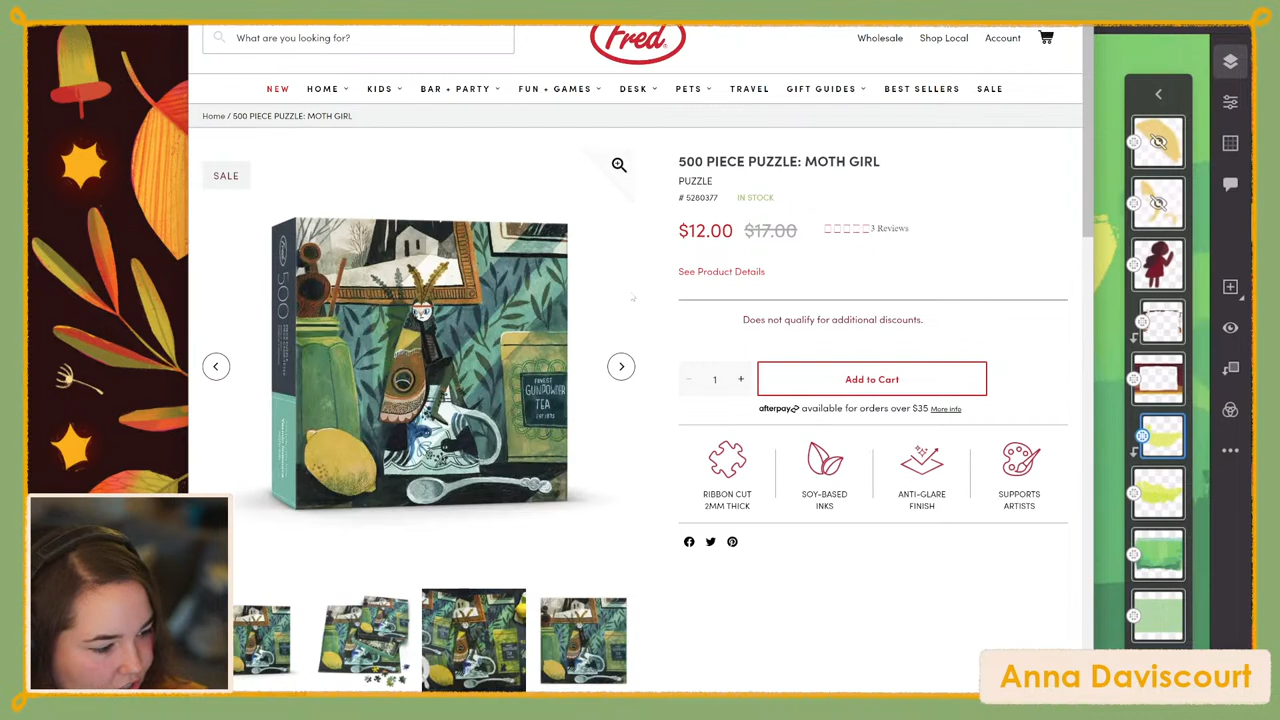 What are you looking for?
Fred
Wholesale
Shop Local
Account
NEW
HOME
KIDS
BAR + PARTY
FUN + GAMES
DESK
PETS
TRAVEL
GIFT GUIDES
BEST SELLERS
SALE
Home / 500 PIECE PUZZLE: MOTH GIRL
SALE
500 PIECE PUZZLE: MOTH GIRL
PUZZLE
# 5280377
IN STOCK
$12.00
$17.00
3 Reviews
See Product Details
Does not qualify for additional discounts.
500
FINEST
GUNPOWDER
TEA
- 1 +
Add to Cart
afterpay available for orders over $35 More info
RIBBON CUT
2MM THICK
SOY-BASED
INKS
ANTI-GLARE
FINISH
SUPPORTS
ARTISTS
Anna Daviscourt